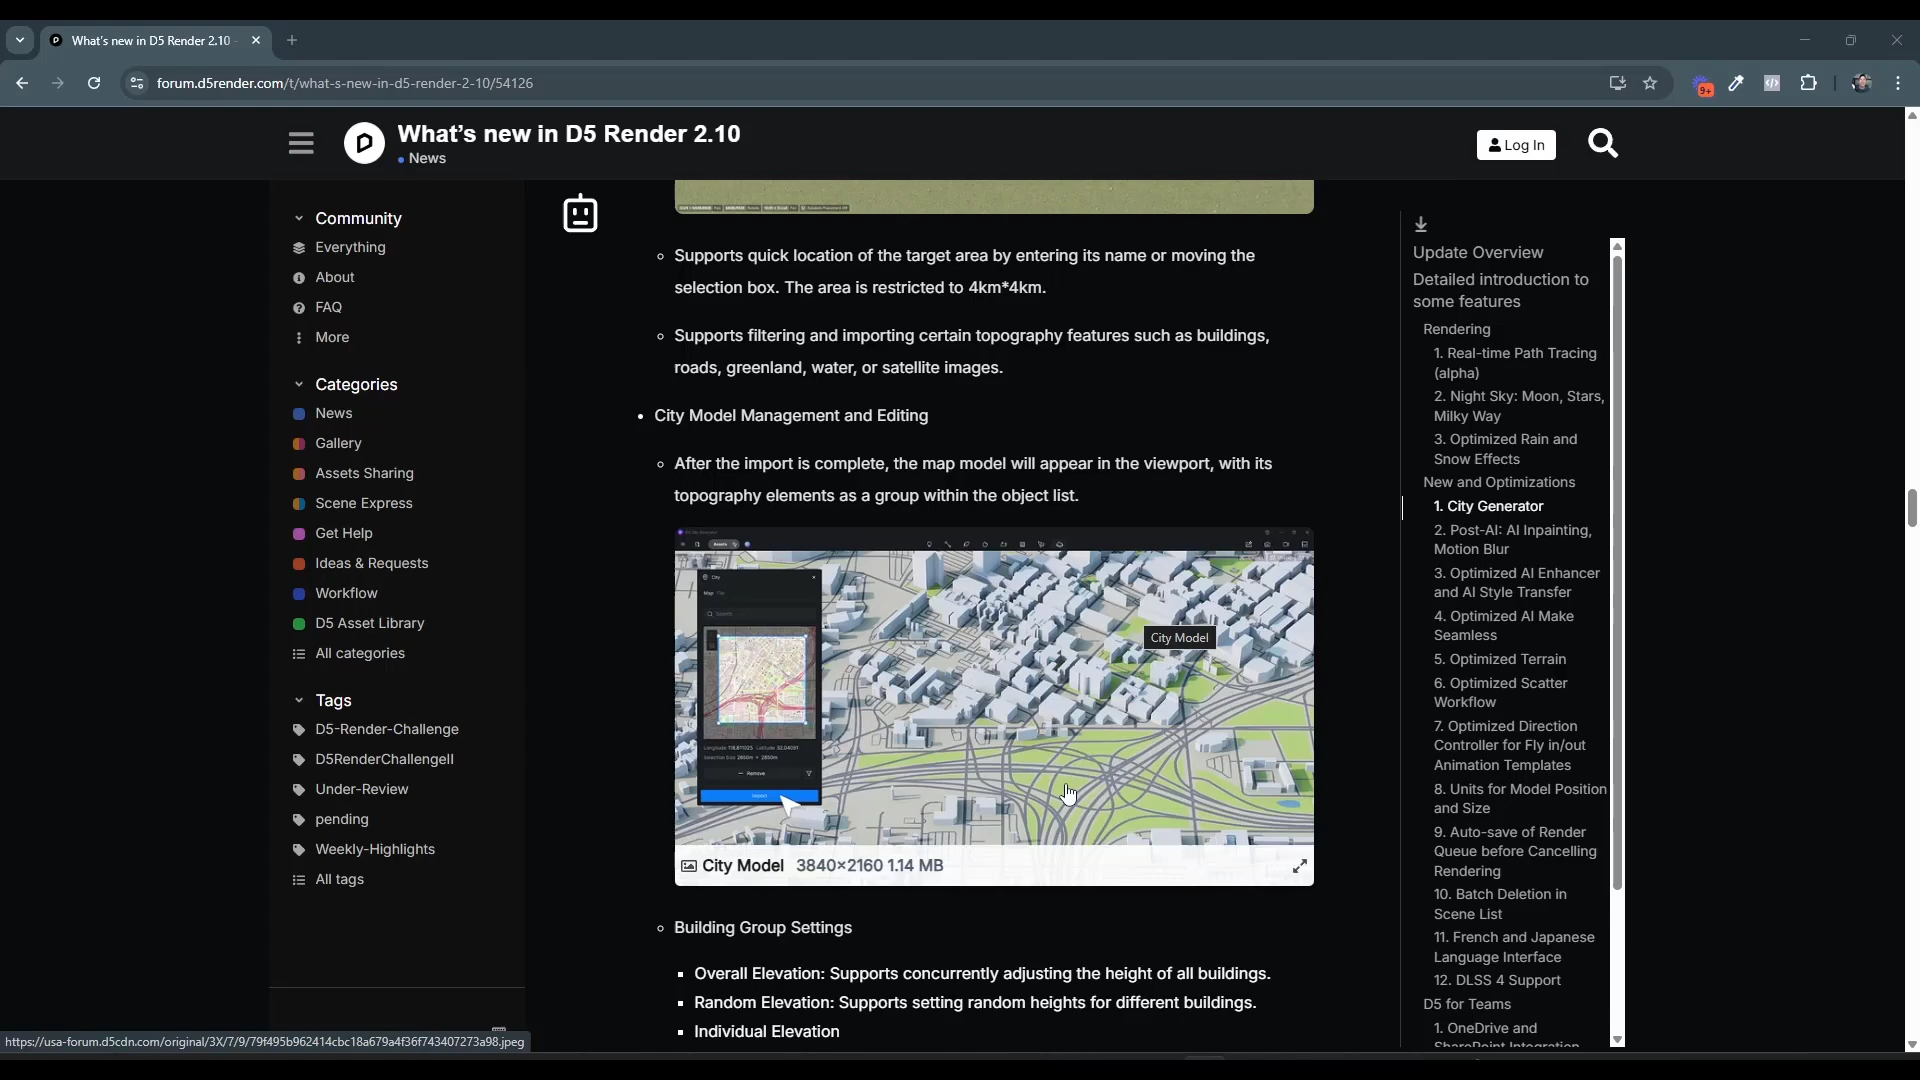 What's new in D5 Render 2.10
forum.d5render.com/t/what-s-new-in-d5-render-2-10/54126
9+
What's new in D5 Render 2.10
News
Log In
Community
Everything
About
FAQ
More
Categories
News
Gallery
Assets Sharing
Scene Express
Get Help
Ideas & Requests
Workflow
D5 Asset Library
All categories
Tags
D5-Render-Challenge
D5RenderChallengeII
Under-Review
pending
Weekly-Highlights
All tags
Supports quick location of the target area by entering its name or moving the
selection box. The area is restricted to 4km*4km.
Supports filtering and importing certain topography features such as buildings,
roads, greenland, water, or satellite images.
City Model Management and Editing
After the import is complete, the map model will appear in the viewport, with its
topography elements as a group within the object list.
Assets
City
Map File
Search
Remove
Import
City Model
City Model 3840×2160 1.14 MB
Building Group Settings
Overall Elevation: Supports concurrently adjusting the height of all buildings.
Random Elevation: Supports setting random heights for different buildings.
Individual Elevation
Update Overview
Detailed introduction to
some features
Rendering
1. Real-time Path Tracing
(alpha)
2. Night Sky: Moon, Stars,
Milky Way
3. Optimized Rain and
Snow Effects
New and Optimizations
1. City Generator
2. Post-AI: AI Inpainting,
Motion Blur
3. Optimized AI Enhancer
and AI Style Transfer
4. Optimized AI Make
Seamless
5. Optimized Terrain
6. Optimized Scatter
Workflow
7. Optimized Direction
Controller for Fly in/out
Animation Templates
8. Units for Model Position
and Size
9. Auto-save of Render
Queue before Cancelling
Rendering
10. Batch Deletion in
Scene List
11. French and Japanese
Language Interface
12. DLSS 4 Support
D5 for Teams
1. OneDrive and
SharePoint Integration
https://usa-forum.d5cdn.com/original/3X/7/9/79f495b962414cbc18a679a4f36f743407273a98.jpeg